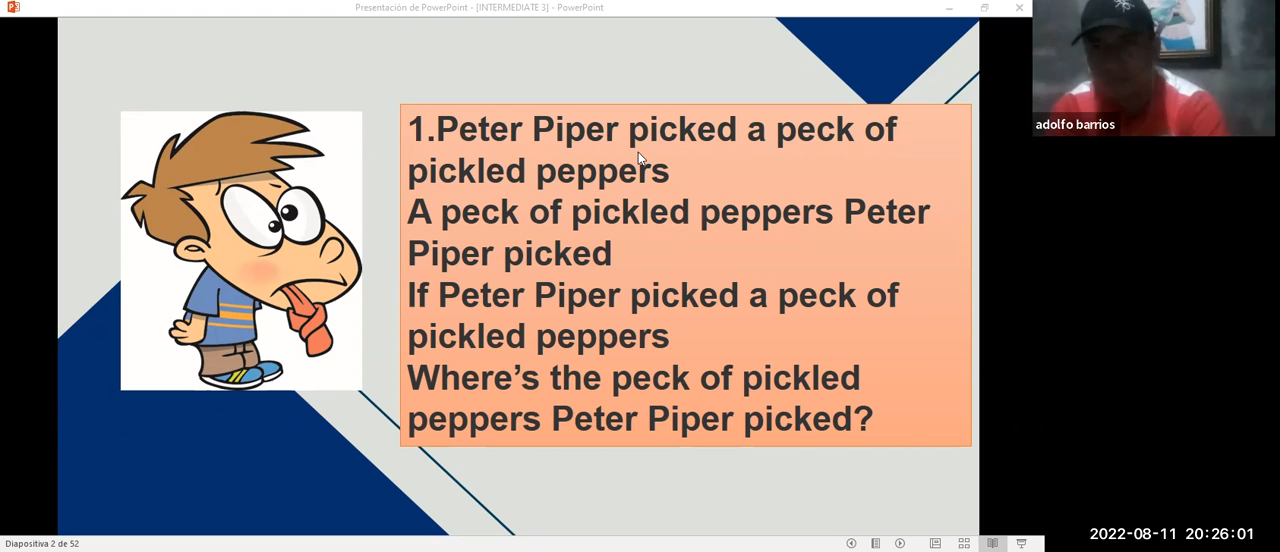 Presentación de PowerPoint - [INTERMEDIATE 3] - PowerPoint
adolfo barrios
1.Peter Piper picked a peck of
pickled peppers
A peck of pickled peppers Peter
Piper picked
If Peter Piper picked a peck of
pickled peppers
Where’s the peck of pickled
peppers Peter Piper picked?
Diapositiva 2 de 52
2022-08-11 20:26:01